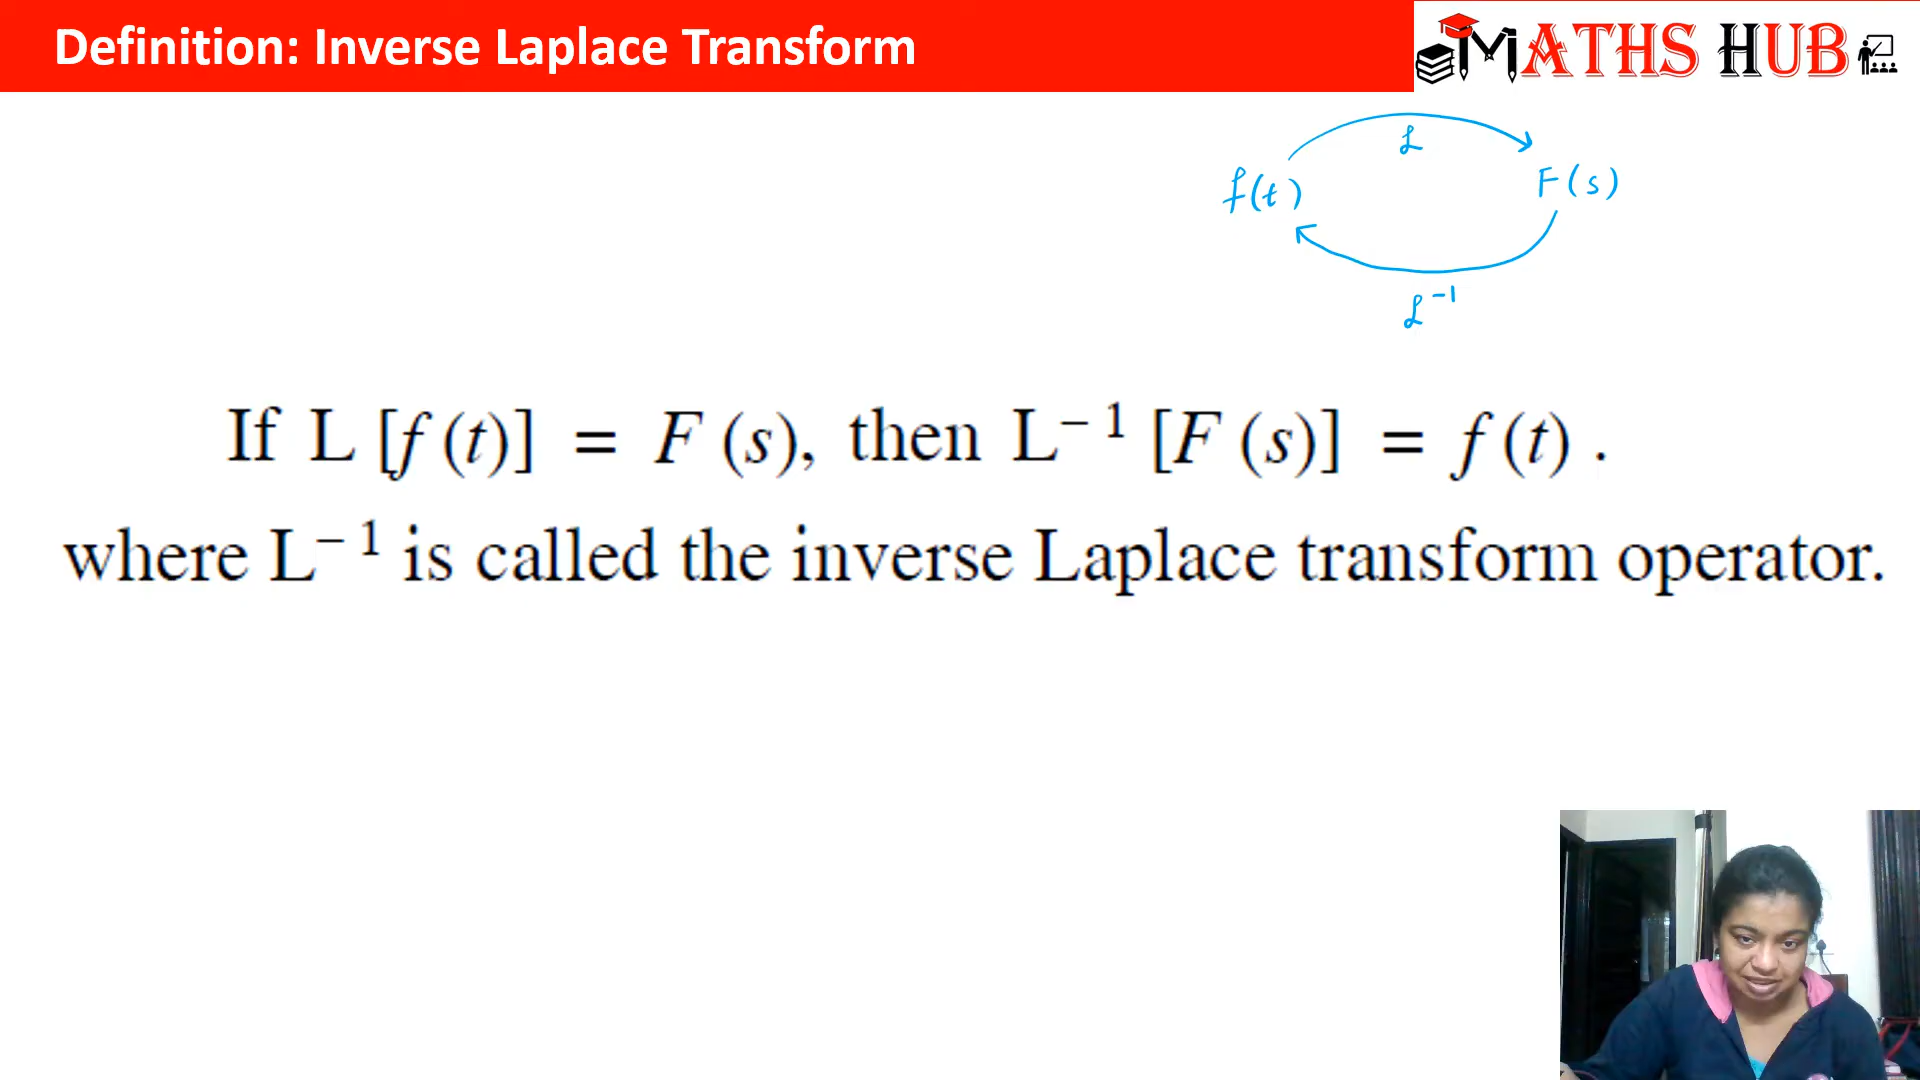 Definition: Inverse Laplace Transform
MATHS HUB
ℒ
f(t)
F(s)
ℒ⁻¹
If L [f (t)] = F (s), then L⁻¹ [F (s)] = f (t) .
where L⁻¹ is called the inverse Laplace transform operator.